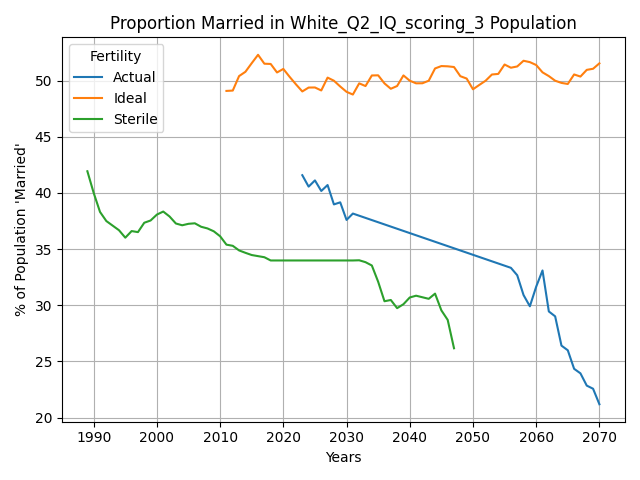 Proportion Married in White_Q2_IQ_scoring_3 Population
Fertility
Actual
Ideal
Sterile
% of Population 'Married'
50
45
40
35
30
25
20
1990 2000 2010 2020 2030 2040 2050 2060 2070
Years